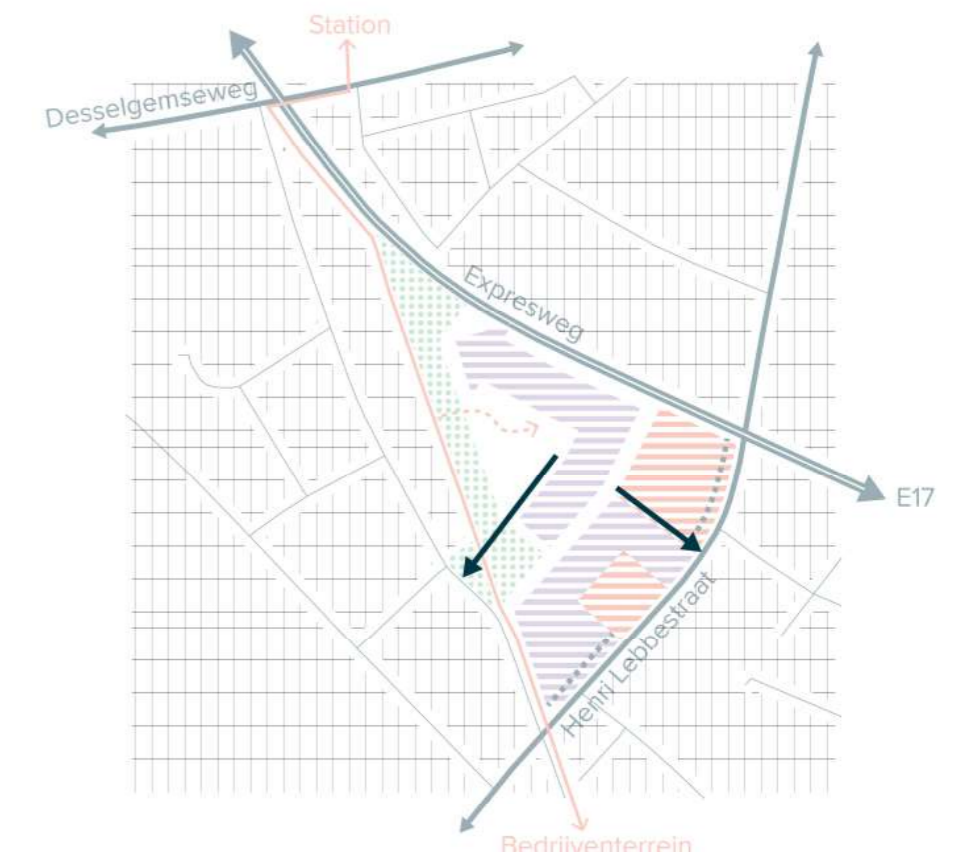 Station
Desselgemseweg
Expresweg
E17
Henri Lebbestraat
Bedrijventerrein